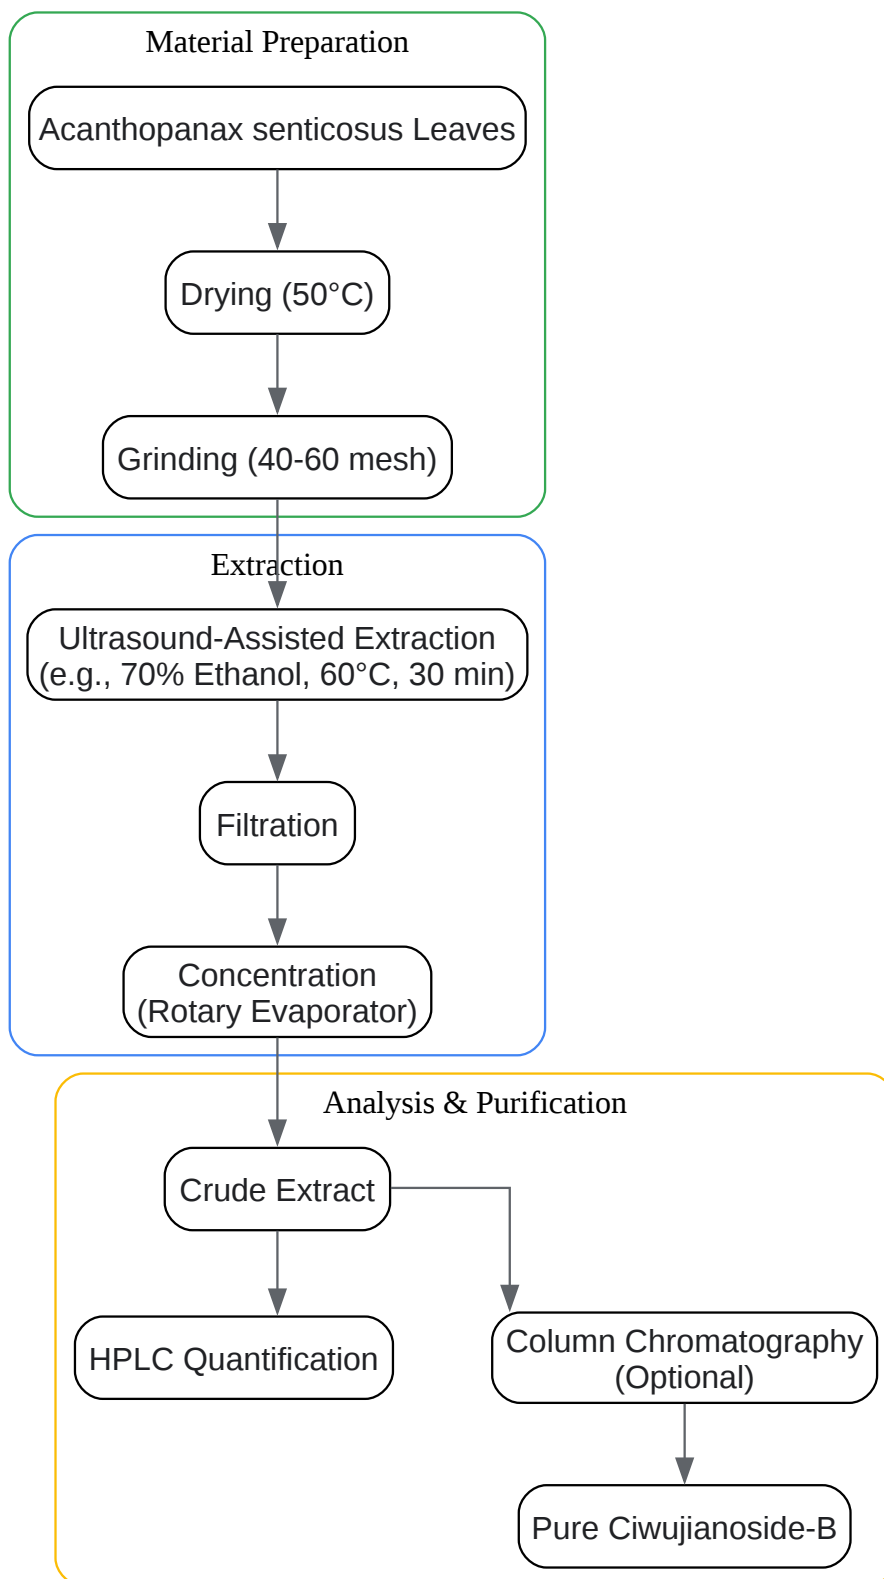 Material Preparation
Acanthopanax senticosus Leaves
Drying (50°C)
Grinding (40-60 mesh)
Extraction
Ultrasound-Assisted Extraction
(e.g., 70% Ethanol, 60°C, 30 min)
Filtration
Concentration
(Rotary Evaporator)
Analysis & Purification
Crude Extract
HPLC Quantification
Column Chromatography
(Optional)
Pure Ciwujianoside-B